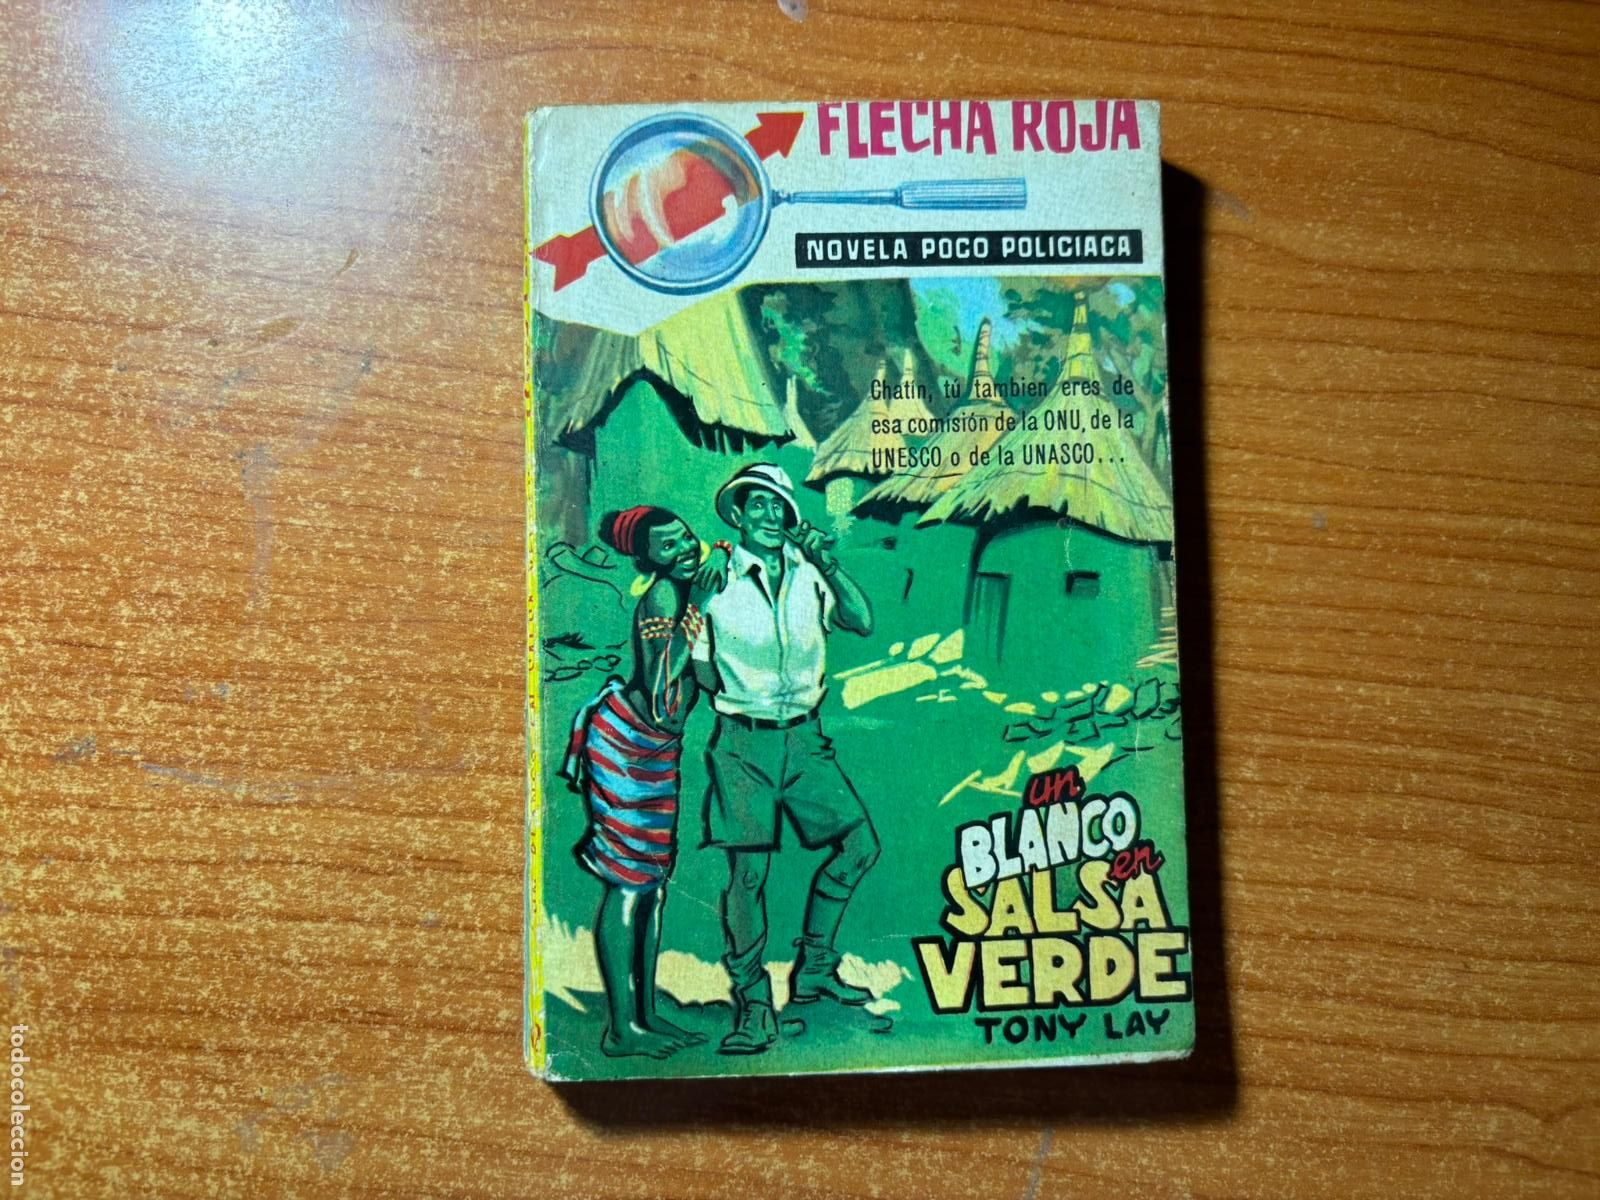 FLECHA ROJA
NOVELA POCO POLICIACA
Chatín, tú tambien eres de
esa comisión de la ONU, de la
UNESCO o de la UNASCO...
un
BLANCO
en
SALSA
VERDE
TONY LAY
todocoleccion